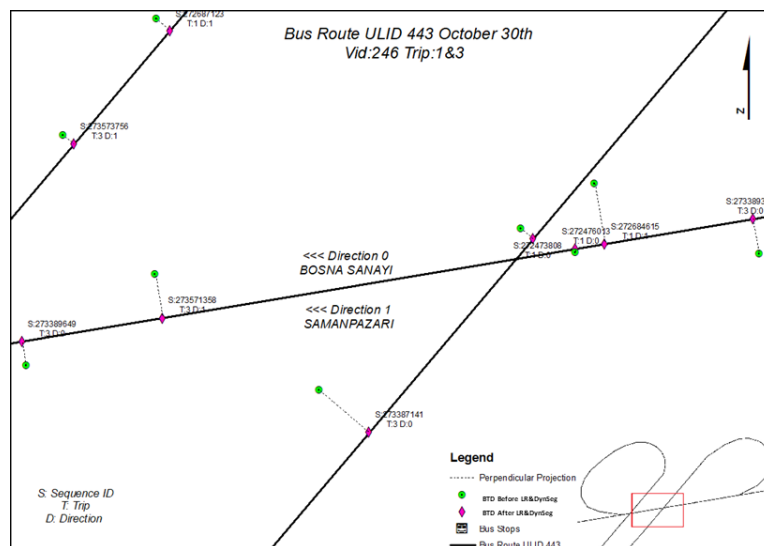 S:272687123
T:1 D:1
Bus Route ULID 443 October 30th
Vid:246 Trip:1&3
S:273573756
T:3 D:1
N
S:2733893
T:3 D:0
S:272684615
T:1 D:1
S:272476013
T:1 D:0
S:272473808
T:1 D:0
<<< Direction 0
BOSNA SANAYI
S:273571358
T:3 D:1
<<< Direction 1
SAMANPAZARI
S:273389649
T:3 D:0
S:273387141
T:3 D:0
Legend
Perpendicular Projection
BTD Before LR&DynSeg
BTD After LR&DynSeg
Bus Stops
Bus Route ULID 443
S: Sequence ID
T: Trip
D: Direction